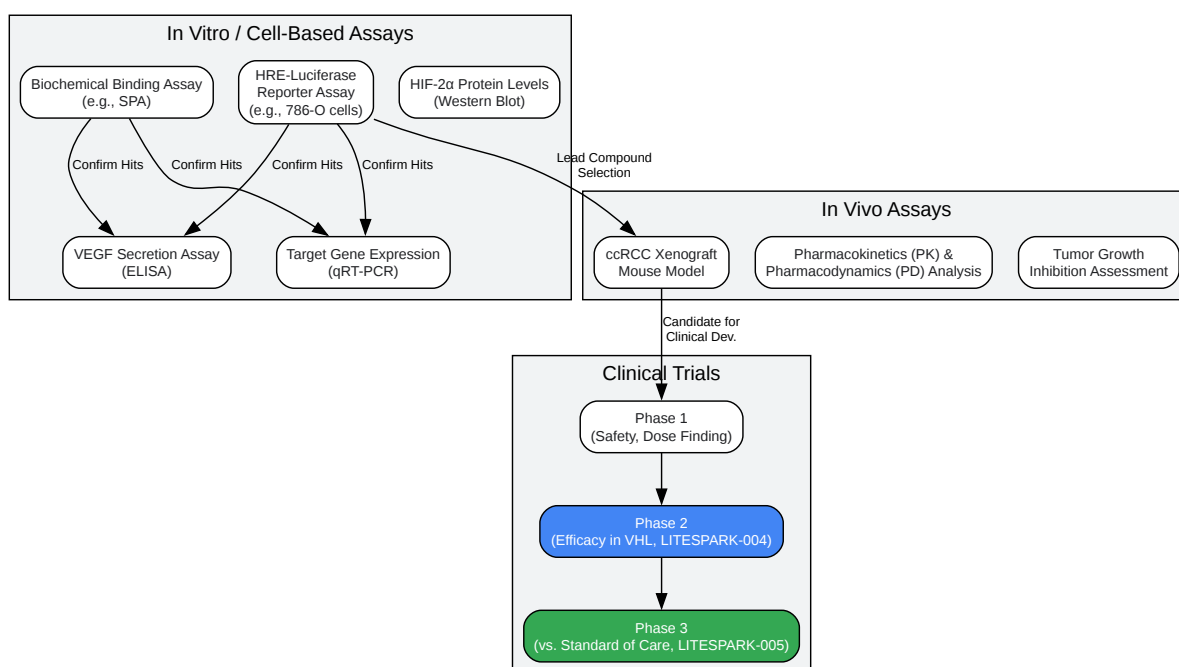 In Vitro / Cell-Based Assays
Biochemical Binding Assay
(e.g., SPA)
HRE-Luciferase
Reporter Assay
(e.g., 786-O cells)
HIF-2α Protein Levels
(Western Blot)
Confirm Hits
Confirm Hits
Confirm Hits
Confirm Hits
Lead Compound
Selection
VEGF Secretion Assay
(ELISA)
Target Gene Expression
(qRT-PCR)
In Vivo Assays
ccRCC Xenograft
Mouse Model
Pharmacokinetics (PK) &
Pharmacodynamics (PD) Analysis
Tumor Growth
Inhibition Assessment
Candidate for
Clinical Dev.
Clinical Trials
Phase 1
(Safety, Dose Finding)
Phase 2
(Efficacy in VHL, LITESPARK-004)
Phase 3
(vs. Standard of Care, LITESPARK-005)